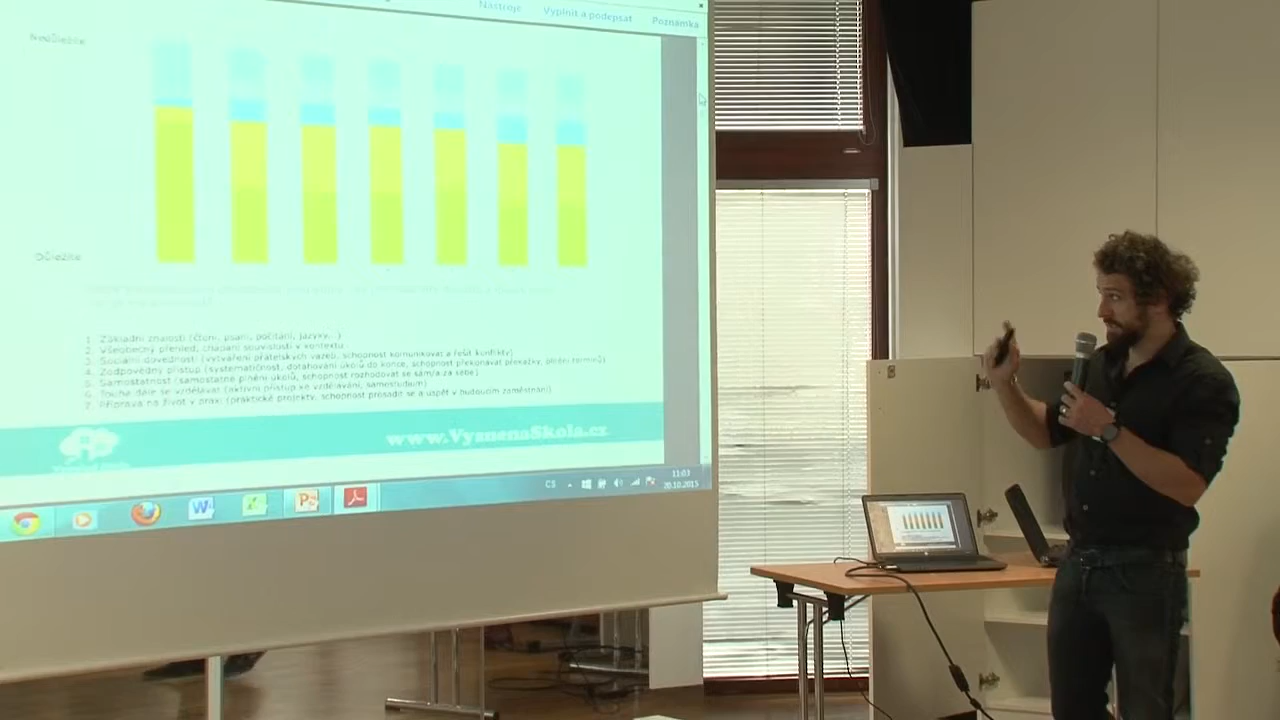 Nástroje Vyplnit a podepsat Poznámka
Nedůležité
Důležité
1. Základní znalosti (čtení, psaní, počítání, jazyky...)
2. Všeobecný přehled, chápání souvislostí v kontextu
3. Sociální dovednosti (vytváření přátelských vazeb, schopnost komunikovat a řešit konflikty)
4. Zodpovědný přístup (systematičnost, dotahování úkolů do konce, schopnost překonávat překážky, plnění termínů)
5. Samostatnost (samostatné plnění úkolů, schopnost rozhodovat se sám/a za sebe)
6. Touha dále se vzdělávat (aktivní přístup ke vzdělávání, samostudium)
7. Příprava na život v praxi (praktické projekty, schopnost prosadit se a uspět v budoucím zaměstnání)
www.VyznenaSkola.cz
CS 11:03
20.10.2015